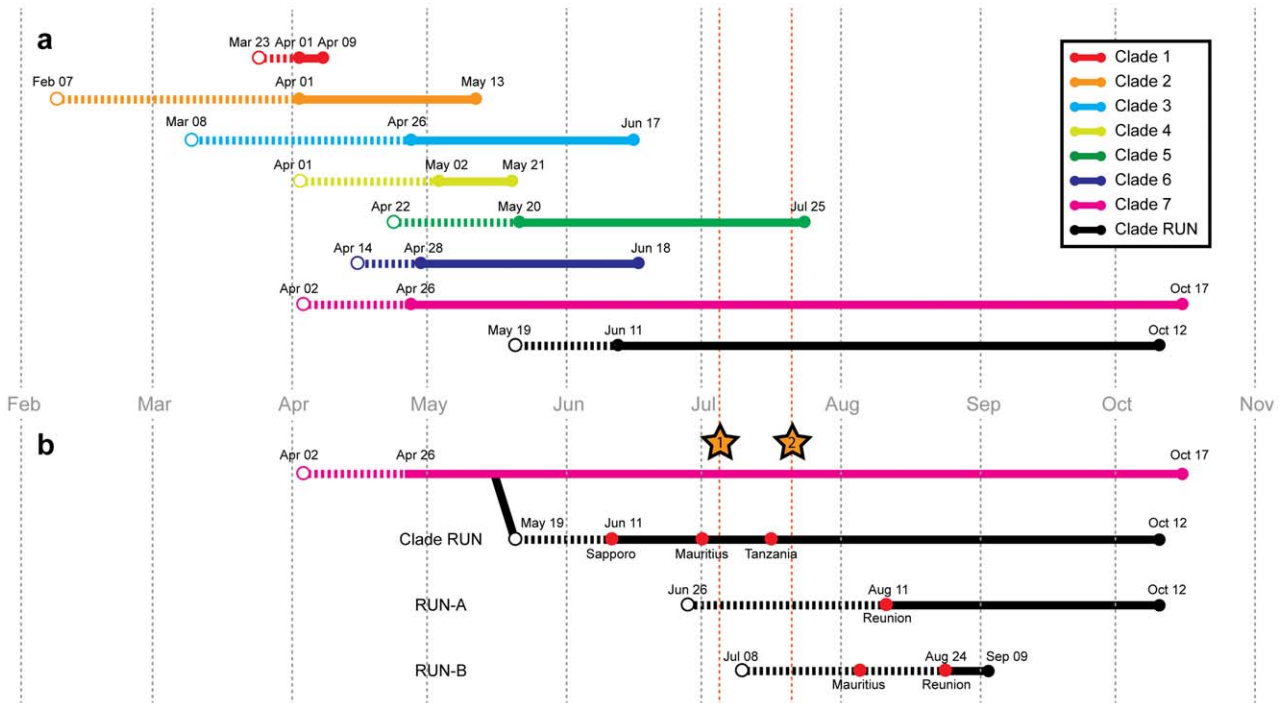 a
Mar 23 Apr 01 Apr 09
Feb 07 Apr 01 May 13
Mar 08 Apr 26 Jun 17
Apr 01 May 02 May 21
Apr 22 May 20 Jul 25
Apr 14 Apr 28 Jun 18
Apr 02 Apr 26 Oct 17
May 19 Jun 11 Oct 12
Clade 1
Clade 2
Clade 3
Clade 4
Clade 5
Clade 6
Clade 7
Clade RUN
Feb Mar Apr May Jun Jul Aug Sep Oct Nov
b
1 2
Apr 02 Apr 26 Oct 17
May 19 Jun 11 Oct 12
Clade RUN
Sapporo Mauritius Tanzania
Jun 26 Aug 11 Oct 12
RUN-A
Reunion
Jul 08 Aug 24 Sep 09
RUN-B
Mauritius Reunion